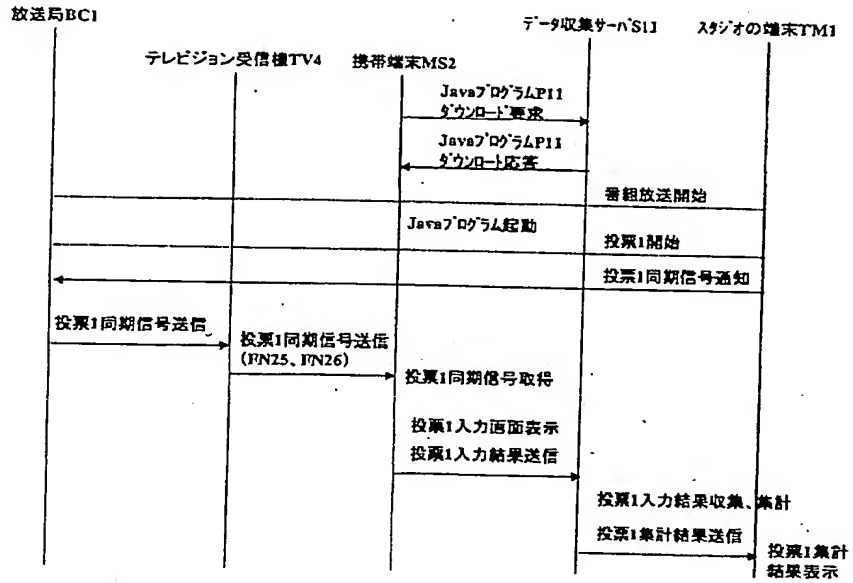 放送局BC1
データ収集サーバS11
スタジオの端末TM1
テレビジョン受信機TV4
携帯端末MS2
JavaプログラムP11
ダウンロード要求
JavaプログラムP11
ダウンロード応答
番組放送開始
Javaプログラム起動
投票1開始
投票1同期信号通知
投票1同期信号送信
投票1同期信号送信
(FN25、FN26)
投票1同期信号取得
投票1入力画面表示
投票1入力結果送信
投票1入力結果収集、集計
投票1集計結果送信
投票1集計
結果表示